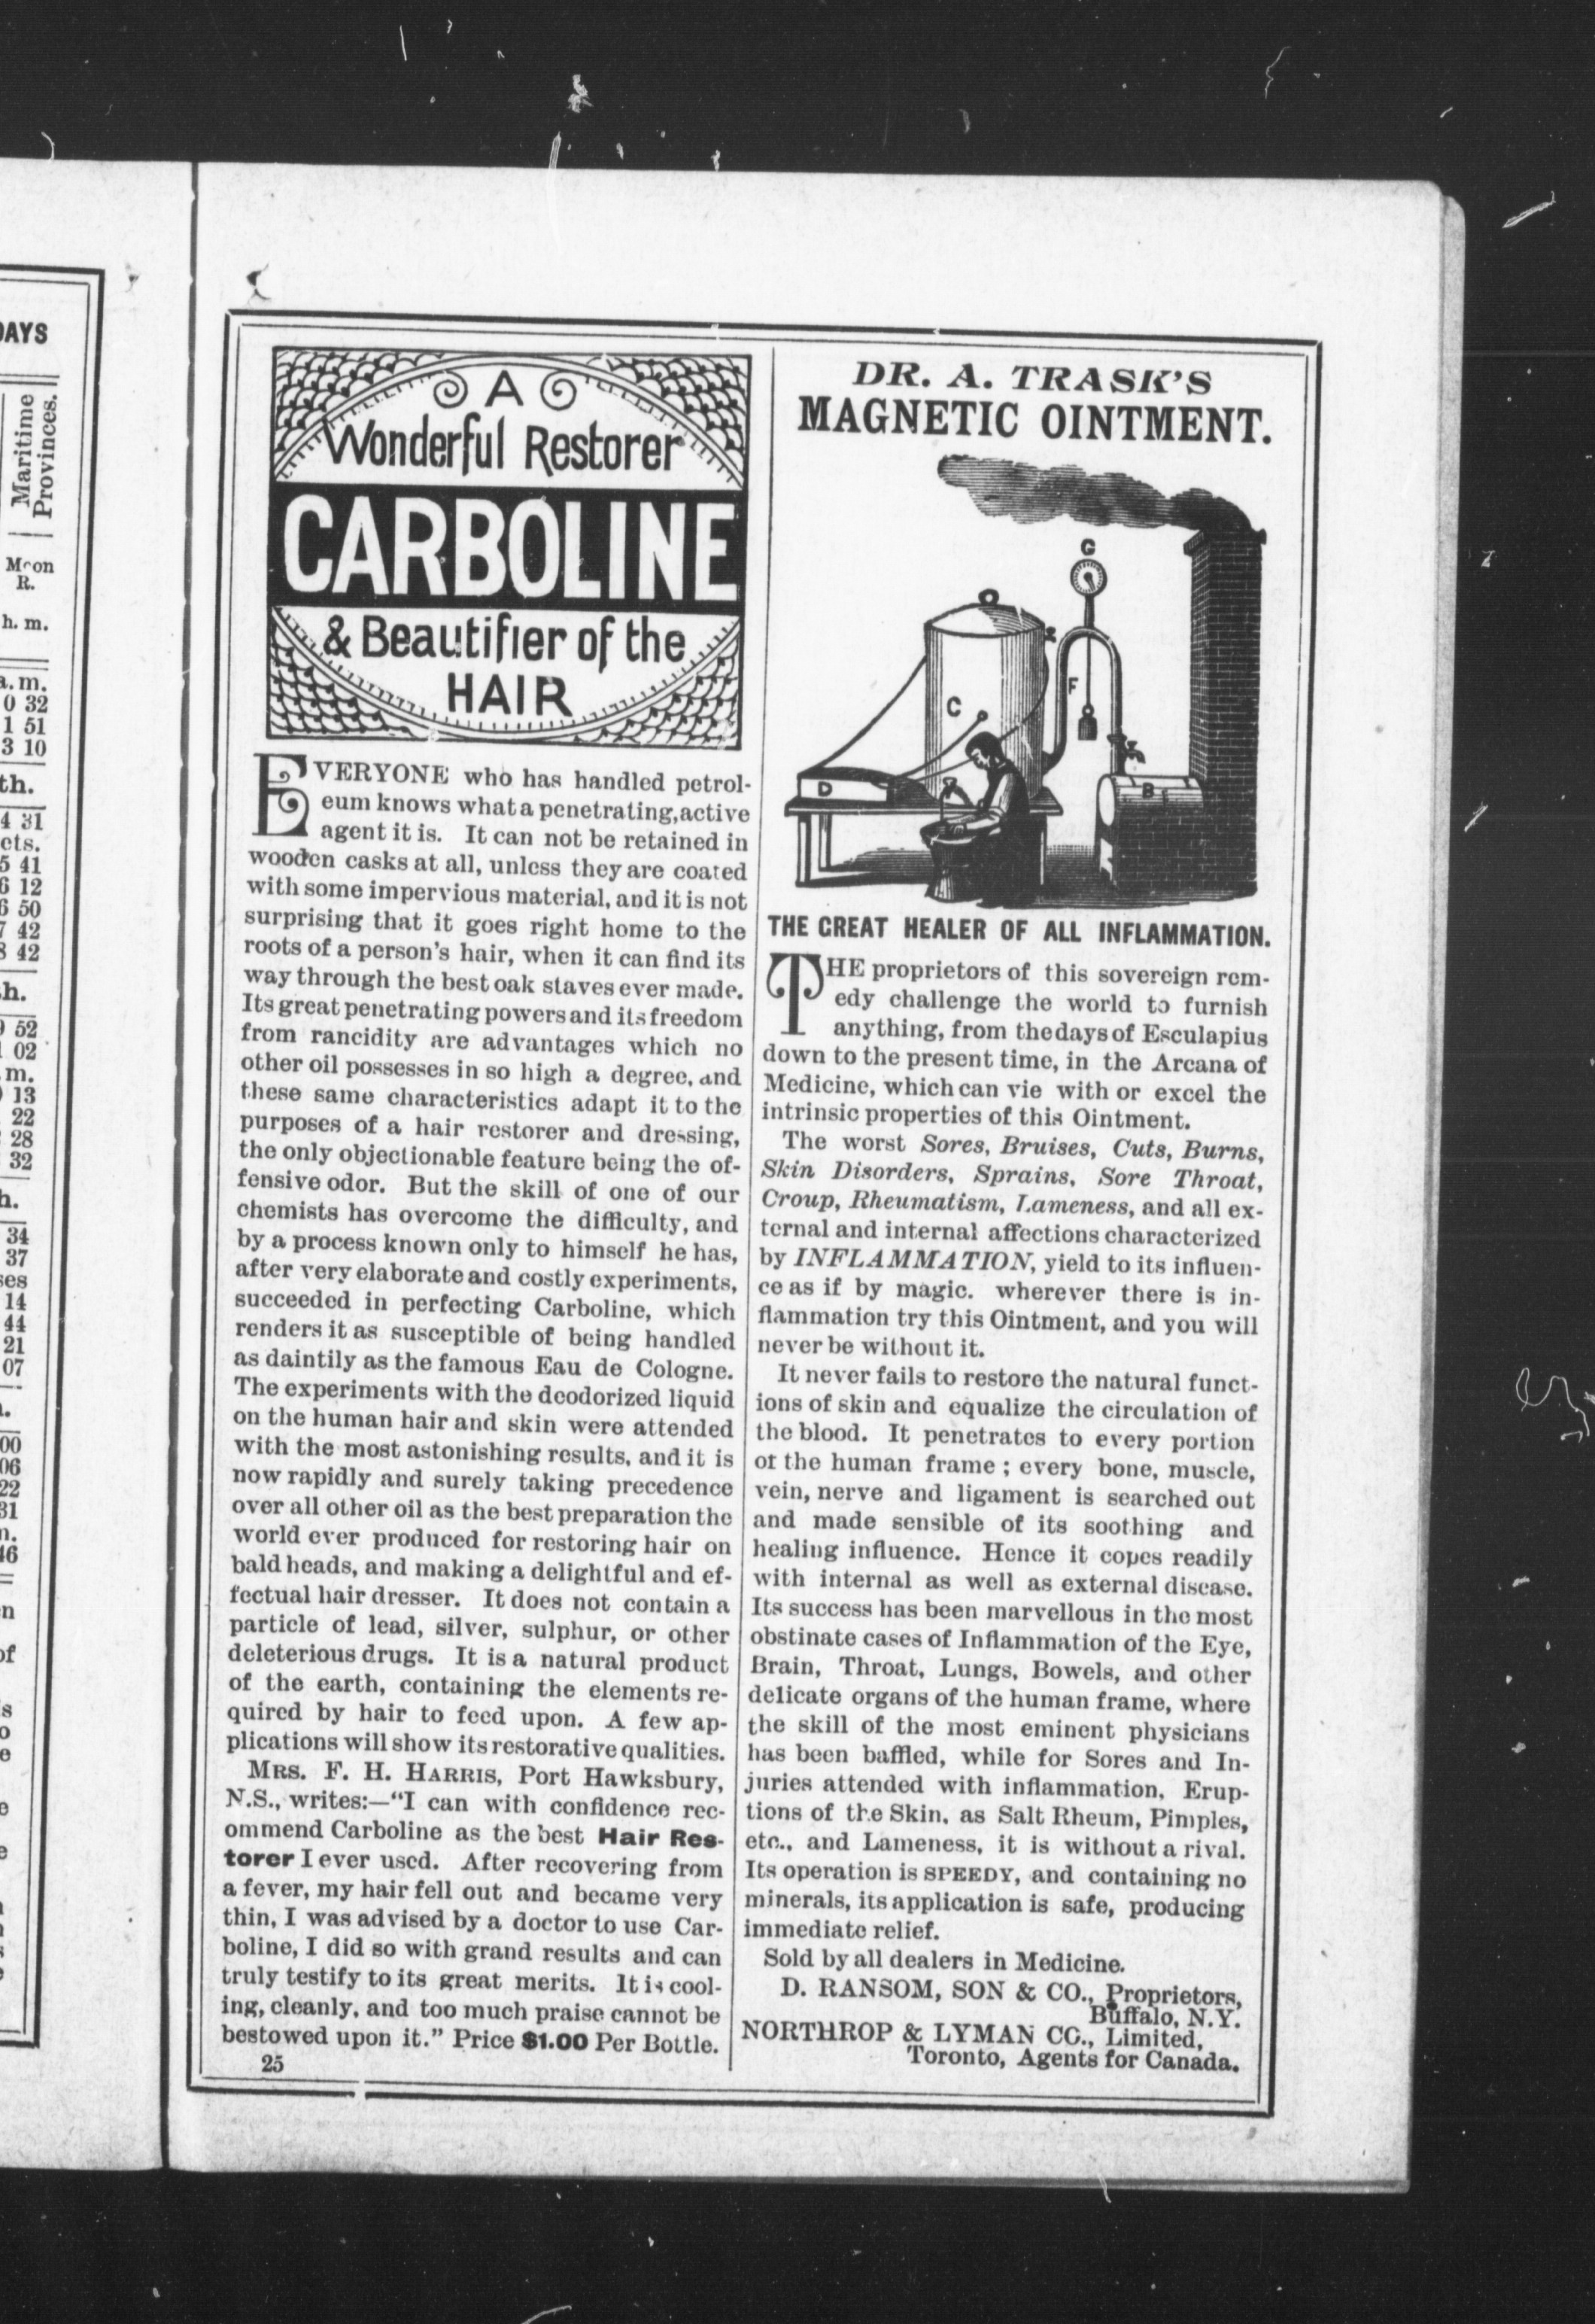 DAYS
Maritime
Provinces.
Moon
R.
h. m.
a. m.
0 32
1 51
3 10
th.
4 31
ets.
5 41
6 12
6 50
7 42
8 42
h.
52
02
m.
13
22
28
32
h.
34
37
ses
14
44
21
07
00
06
22
31
46
n
of
s
o
e
e
e
A
Wonderful Restorer
CARBOLINE
& Beautifier of the
HAIR
EVERYONE who has handled petrol-
eum knows what a penetrating, active
agent it is. It can not be retained in
wooden casks at all, unless they are coated
with some impervious material, and it is not
surprising that it goes right home to the
roots of a person's hair, when it can find its
way through the best oak staves ever made.
Its great penetrating powers and its freedom
from rancidity are advantages which no
other oil possesses in so high a degree, and
these same characteristics adapt it to the
purposes of a hair restorer and dressing,
the only objectionable feature being the of-
fensive odor. But the skill of one of our
chemists has overcome the difficulty, and
by a process known only to himself he has,
after very elaborate and costly experiments,
succeeded in perfecting Carboline, which
renders it as susceptible of being handled
as daintily as the famous Eau de Cologne.
The experiments with the deodorized liquid
on the human hair and skin were attended
with the most astonishing results, and it is
now rapidly and surely taking precedence
over all other oil as the best preparation the
world ever produced for restoring hair on
bald heads, and making a delightful and ef-
fectual hair dresser. It does not contain a
particle of lead, silver, sulphur, or other
deleterious drugs. It is a natural product
of the earth, containing the elements re-
quired by hair to feed upon. A few ap-
plications will show its restorative qualities.
MRS. F. H. HARRIS, Port Hawksbury,
N.S., writes:—"I can with confidence rec-
ommend Carboline as the best Hair Res-
torer I ever used. After recovering from
a fever, my hair fell out and became very
thin, I was advised by a doctor to use Car-
boline, I did so with grand results and can
truly testify to its great merits. It is cool-
ing, cleanly, and too much praise cannot be
bestowed upon it." Price $1.00 Per Bottle.
25
DR. A. TRASK'S
MAGNETIC OINTMENT.
G
F
C
D
B
THE GREAT HEALER OF ALL INFLAMMATION.
THE proprietors of this sovereign rem-
edy challenge the world to furnish
anything, from the days of Esculapius
down to the present time, in the Arcana of
Medicine, which can vie with or excel the
intrinsic properties of this Ointment.
The worst Sores, Bruises, Cuts, Burns,
Skin Disorders, Sprains, Sore Throat,
Croup, Rheumatism, Lameness, and all ex-
ternal and internal affections characterized
by INFLAMMATION, yield to its influen-
ce as if by magic. wherever there is in-
flammation try this Ointment, and you will
never be without it.
It never fails to restore the natural funct-
ions of skin and equalize the circulation of
the blood. It penetrates to every portion
of the human frame ; every bone, muscle,
vein, nerve and ligament is searched out
and made sensible of its soothing and
healing influence. Hence it copes readily
with internal as well as external disease.
Its success has been marvellous in the most
obstinate cases of Inflammation of the Eye,
Brain, Throat, Lungs, Bowels, and other
delicate organs of the human frame, where
the skill of the most eminent physicians
has been baffled, while for Sores and In-
juries attended with inflammation, Erup-
tions of the Skin, as Salt Rheum, Pimples,
etc., and Lameness, it is without a rival.
Its operation is SPEEDY, and containing no
minerals, its application is safe, producing
immediate relief.
Sold by all dealers in Medicine.
D. RANSOM, SON & CO., Proprietors,
Buffalo, N.Y.
NORTHROP & LYMAN CO., Limited,
Toronto, Agents for Canada.